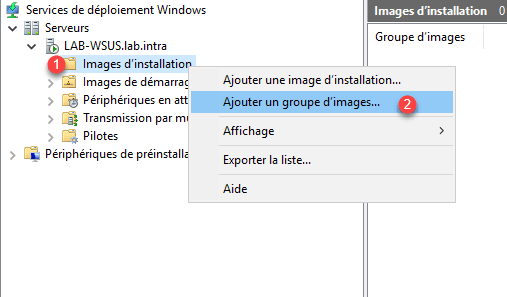 Services de déploiement Windows
Serveurs
LAB-WSUS.lab.intra
1
Images d'installation
Images de démarrag
Périphériques en att
Transmission par mu
Pilotes
Périphériques de préinstalla
Ajouter une image d'installation...
Ajouter un groupe d'images...
2
Affichage
Exporter la liste...
Aide
Images d'installation 0
Groupe d'images